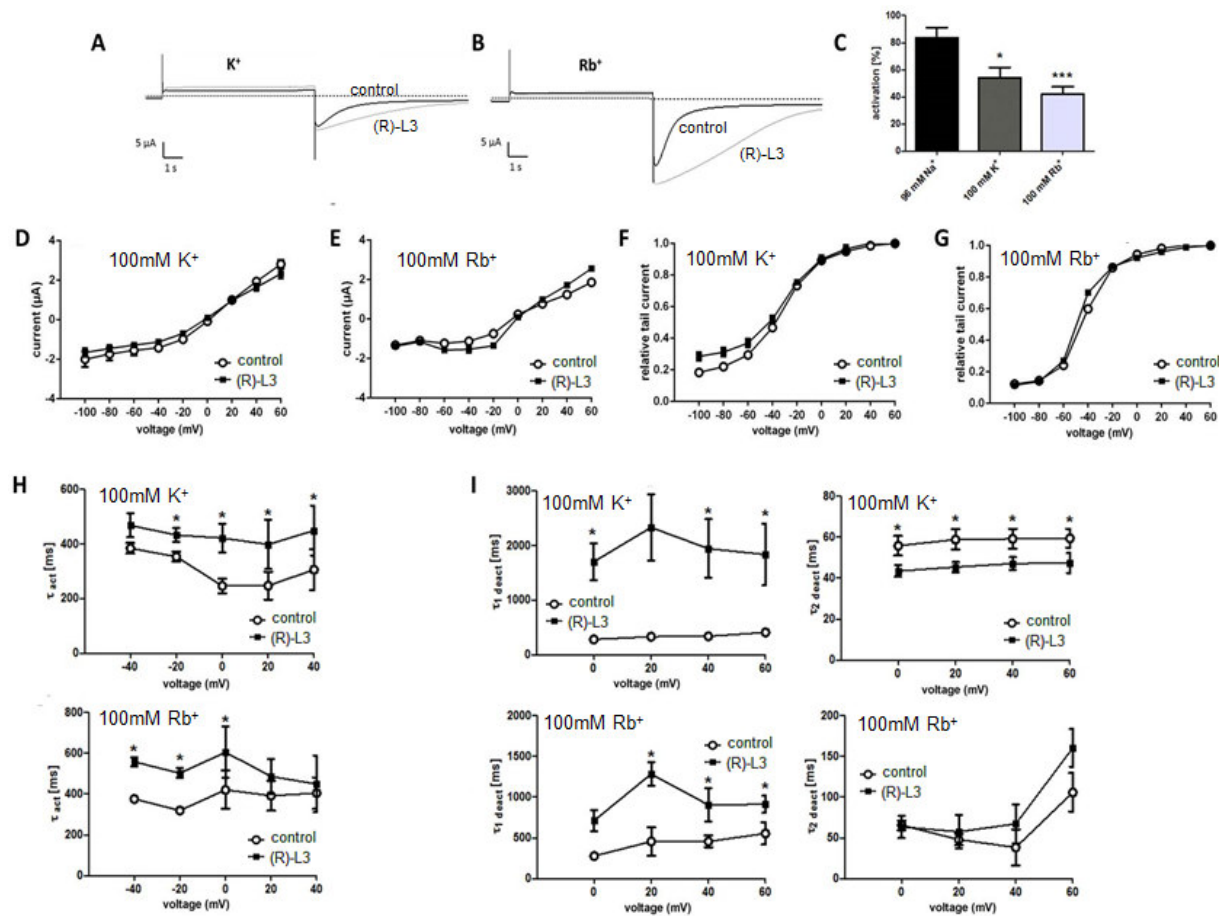 A
K⁺
control
(R)-L3
5 µA
1 s
B
Rb⁺
control
(R)-L3
5 µA
1 s
C
activation [%]
100
80
60
40
20
0
*
***
96 mM Na⁺
100 mM K⁺
100 mM Rb⁺
D
100mM K⁺
current (µA)
4
2
0
-2
-4
control
(R)-L3
-100 -80 -60 -40 -20 0 20 40 60
voltage (mV)
E
100mM Rb⁺
current (µA)
4
2
0
-2
-4
control
(R)-L3
-100 -80 -60 -40 -20 0 20 40 60
voltage (mV)
F
100mM K⁺
relative tail current
1.0
0.8
0.6
0.4
0.2
0.0
control
(R)-L3
-100 -80 -60 -40 -20 0 20 40 60
voltage (mV)
G
100mM Rb⁺
relative tail current
1.0
0.8
0.6
0.4
0.2
0.0
control
(R)-L3
-100 -80 -60 -40 -20 0 20 40 60
voltage (mV)
H
100mM K⁺
τ act [ms]
600
400
200
0
* * * *
control
(R)-L3
-40 -20 0 20 40
voltage (mV)
100mM Rb⁺
τ act [ms]
800
600
400
200
0
* * *
control
(R)-L3
-40 -20 0 20 40
voltage (mV)
I
100mM K⁺
τ1 deact [ms]
3000
2000
1000
0
* * *
control
(R)-L3
0 20 40 60
voltage (mV)
100mM K⁺
τ2 deact [ms]
80
60
40
20
0
* * * *
control
(R)-L3
0 20 40 60
voltage (mV)
100mM Rb⁺
τ1 deact [ms]
2000
1500
1000
500
0
* * *
control
(R)-L3
0 20 40 60
voltage (mV)
100mM Rb⁺
τ2 deact [ms]
200
150
100
50
0
control
(R)-L3
0 20 40 60
voltage (mV)